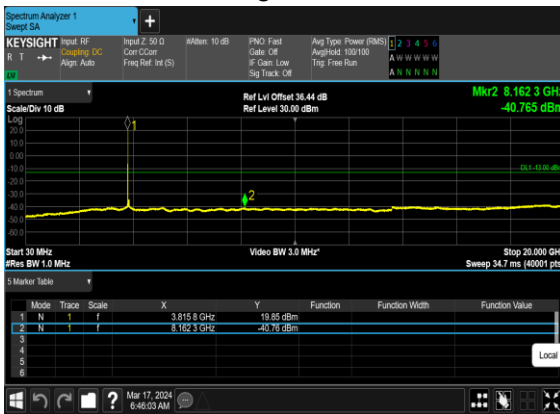 Spectrum Analyzer 1
Swept SA
KEYSIGHT Input: RF Input Z: 50 Ω #Atten: 10 dB PNO: Fast Avg Type: Power (RMS) 1 2 3 4 5 6
R T Coupling: DC Corr CCorr Gate: Off Avg|Hold: 100/100 A W W W W W
Align: Auto Freq Ref: Int (S) IF Gain: Low Trig: Free Run
LV Sig Track: Off A N N N N N
1 Spectrum Ref Lvl Offset 36.44 dB Mkr2 8.162 3 GHz
Scale/Div 10 dB Ref Level 30.00 dBm -40.765 dBm
Log
20.0
10.0
0.00
-10.0
-20.0
-30.0
-40.0
-50.0
-60.0
1
DL1 -13.00 dBm
2
Start 30 MHz Video BW 3.0 MHz* Stop 20.000 GH
#Res BW 1.0 MHz Sweep 34.7 ms (40001 pts
5 Marker Table
Mode Trace Scale X Y Function Function Width Function Value
1 N 1 f 3.815 8 GHz 19.85 dBm
2 N 1 f 8.162 3 GHz -40.76 dBm
3
4
5
6
Local
? Mar 17, 2024
6:46:03 AM